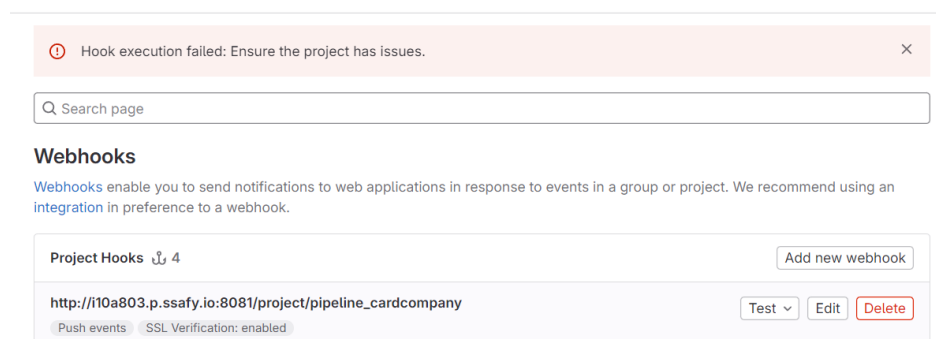 Hook execution failed: Ensure the project has issues.
Search page
Webhooks
Webhooks enable you to send notifications to web applications in response to events in a group or project. We recommend using an
integration in preference to a webhook.
Project Hooks 4
Add new webhook
http://i10a803.p.ssafy.io:8081/project/pipeline_cardcompany
Test Edit Delete
Push events SSL Verification: enabled